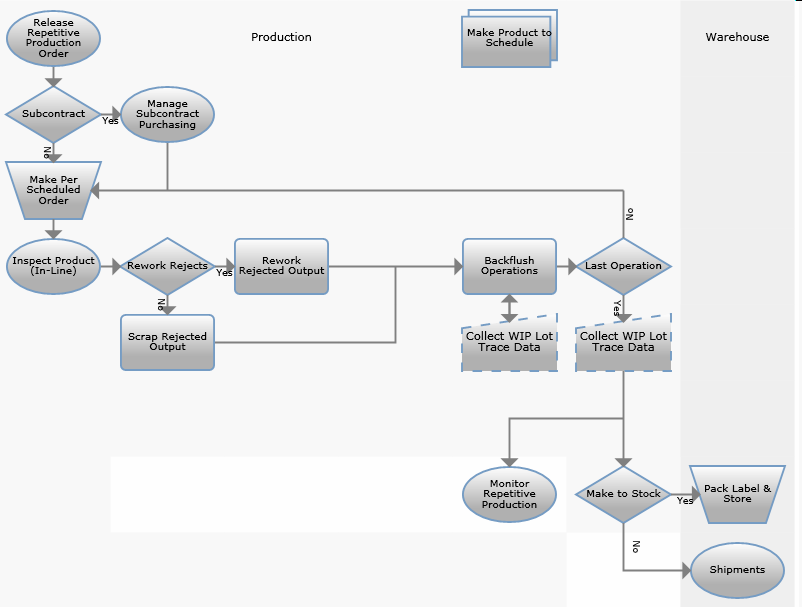 Release
Repetitive
Production
Order
Production
Make Product to
Schedule
Warehouse
Subcontract
Yes
Manage
Subcontract
Purchasing
No
Make Per
Scheduled
Order
No
Inspect Product
(In-Line)
Rework Rejects
Yes
Rework
Rejected Output
Backflush
Operations
Last Operation
No
Yes
Scrap Rejected
Output
Collect WIP Lot
Trace Data
Collect WIP Lot
Trace Data
Monitor
Repetitive
Production
Make to Stock
Yes
Pack Label &
Store
No
Shipments